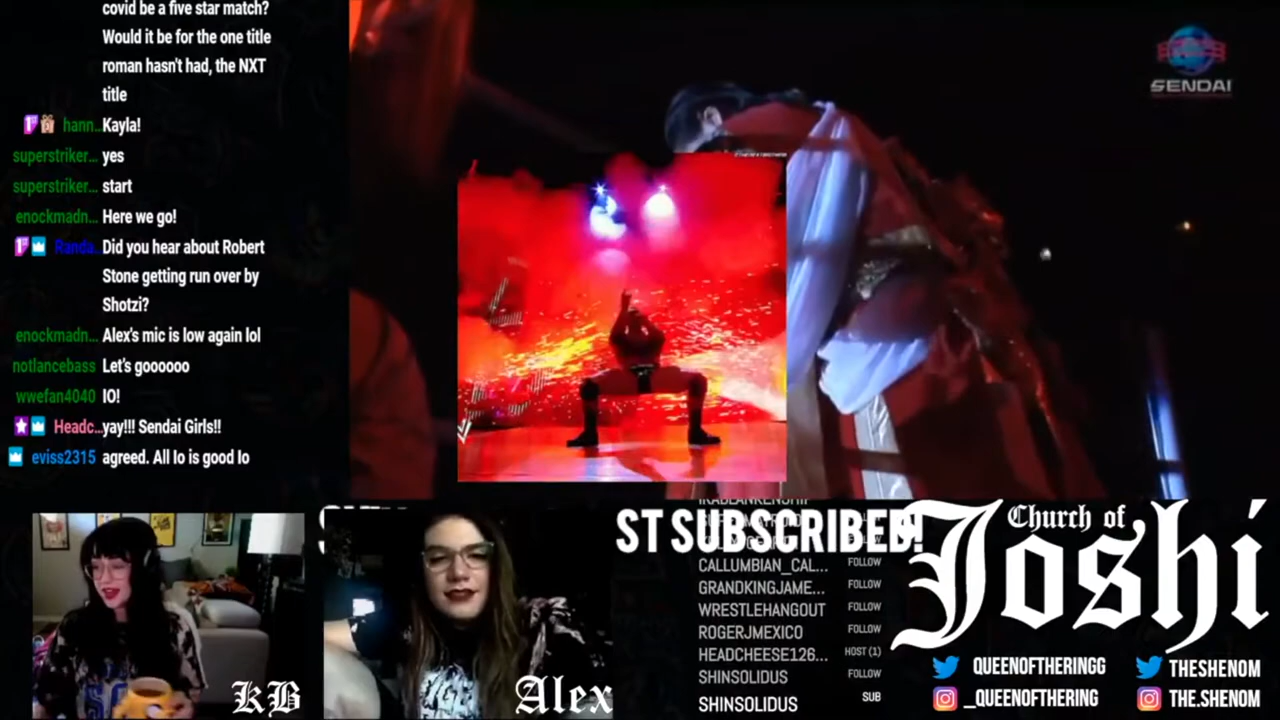 covid be a five star match?
Would it be for the one title
roman hasn't had, the NXT
title
hann... Kayla!
superstriker... yes
superstriker... start
enockmadn... Here we go!
Randa... Did you hear about Robert
Stone getting run over by
Shotzi?
enockmadn... Alex's mic is low again lol
notlancebass Let's goooooo
wwefan4040 IO!
Headc... yay!!! Sendai Girls!!
eviss2315 agreed. All Io is good Io
SENDAI
ST SUBSCRIBED!
CALLUMBIAN_CAL... FOLLOW
GRANDKINGJAME... FOLLOW
WRESTLEHANGOUT FOLLOW
ROGERJMEXICO FOLLOW
HEADCHEESE126... HOST (1)
SHINSOLIDUS FOLLOW
SHINSOLIDUS SUB
kB
Alex
Church of
Joshi
QUEENOFTHERINGG
THESHENOM
_QUEENOFTHERING
THE.SHENOM